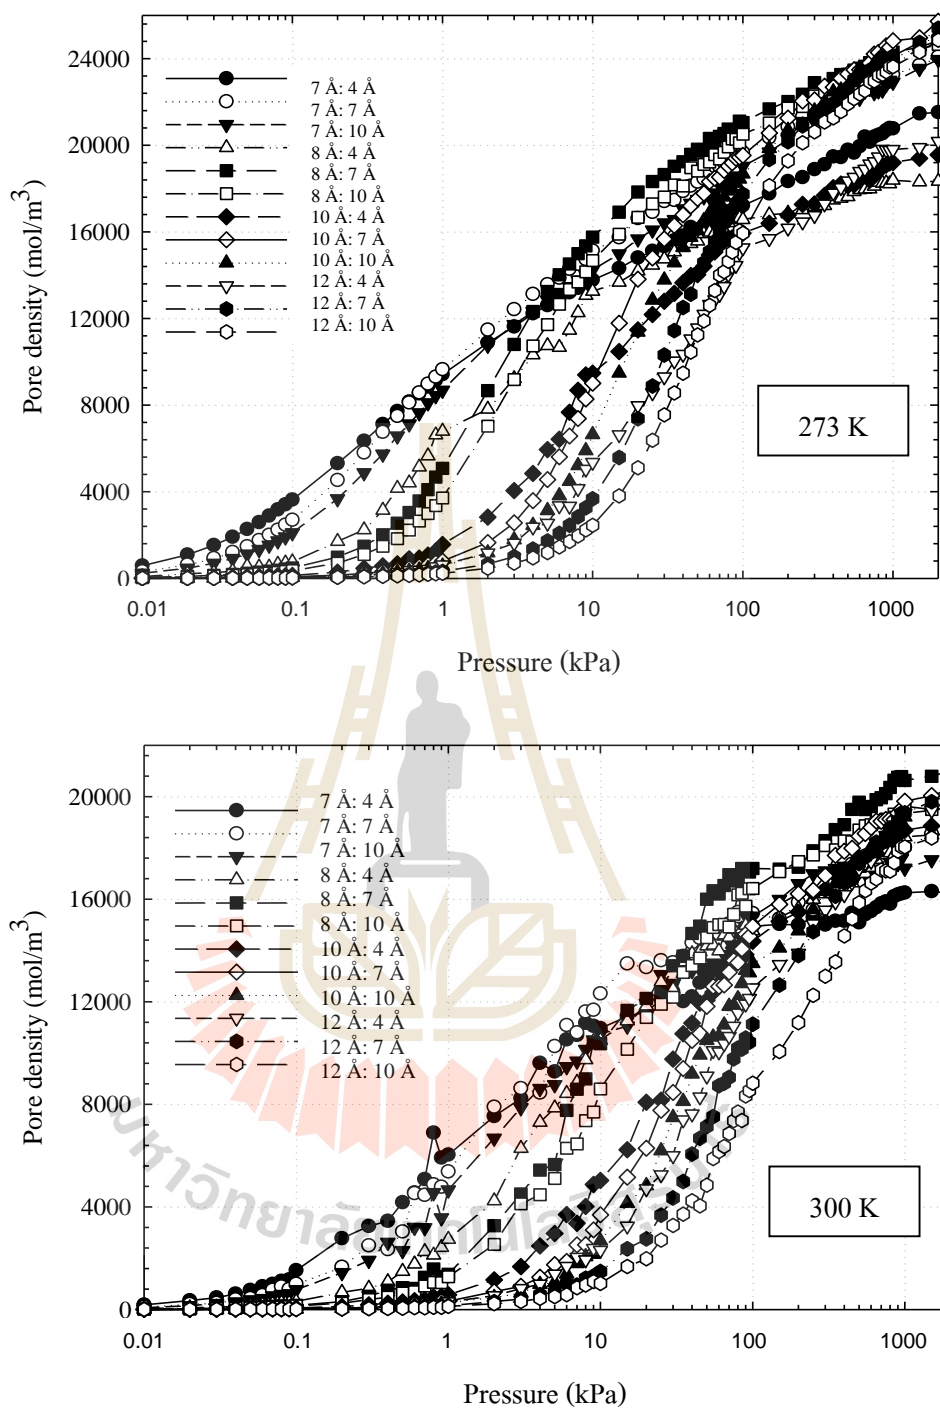 24000
20000
16000
12000
8000
4000
0
Pore density (mol/m³)
7 Å: 4 Å
7 Å: 7 Å
7 Å: 10 Å
8 Å: 4 Å
8 Å: 7 Å
8 Å: 10 Å
10 Å: 4 Å
10 Å: 7 Å
10 Å: 10 Å
12 Å: 4 Å
12 Å: 7 Å
12 Å: 10 Å
273 K
0.01 0.1 1 10 100 1000
Pressure (kPa)
20000
16000
12000
8000
4000
0
Pore density (mol/m³)
7 Å: 4 Å
7 Å: 7 Å
7 Å: 10 Å
8 Å: 4 Å
8 Å: 7 Å
8 Å: 10 Å
10 Å: 4 Å
10 Å: 7 Å
10 Å: 10 Å
12 Å: 4 Å
12 Å: 7 Å
12 Å: 10 Å
300 K
0.01 0.1 1 10 100 1000
Pressure (kPa)